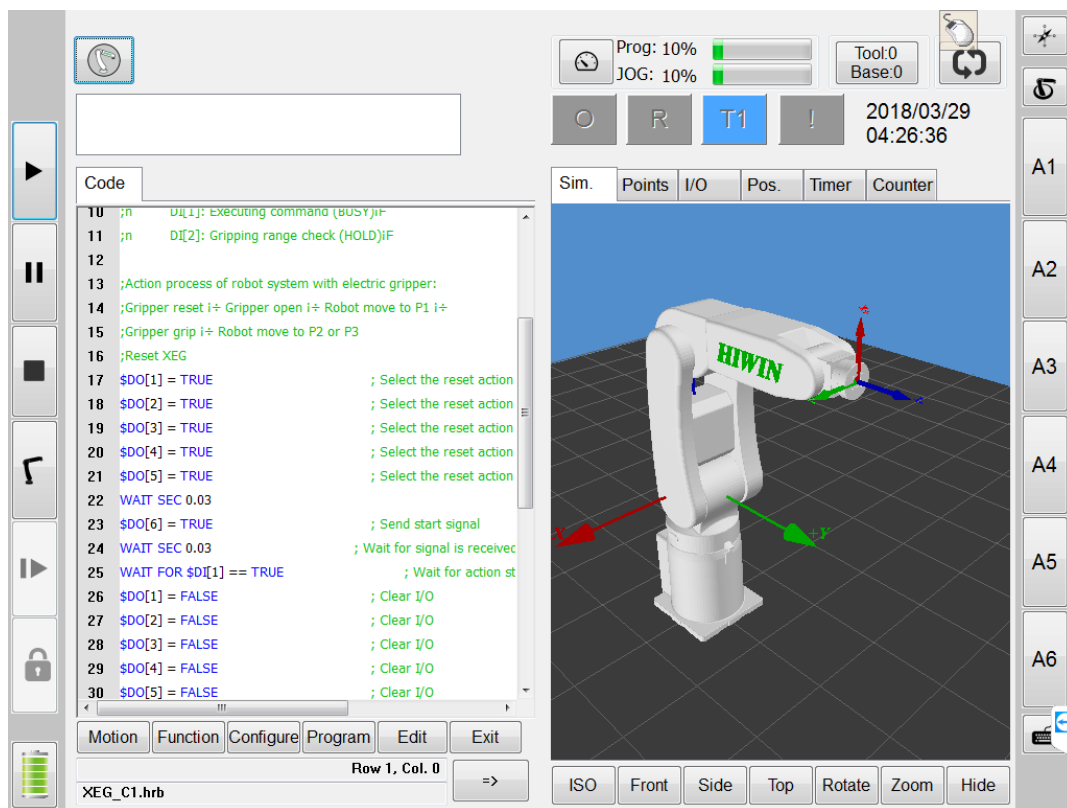 Prog: 10%
JOG: 10%
Tool:0
Base:0
O
R
T1
!
2018/03/29
04:26:36
Code
10 ;n DI[1]: Executing command (BUSY)iF
11 ;n DI[2]: Gripping range check (HOLD)iF
12
13 ;Action process of robot system with electric gripper:
14 ;Gripper reset i÷ Gripper open i÷ Robot move to P1 i÷
15 ;Gripper grip i÷ Robot move to P2 or P3
16 ;Reset XEG
17 $DO[1] = TRUE ; Select the reset action
18 $DO[2] = TRUE ; Select the reset action
19 $DO[3] = TRUE ; Select the reset action
20 $DO[4] = TRUE ; Select the reset action
21 $DO[5] = TRUE ; Select the reset action
22 WAIT SEC 0.03
23 $DO[6] = TRUE ; Send start signal
24 WAIT SEC 0.03 ; Wait for signal is received
25 WAIT FOR $DI[1] == TRUE ; Wait for action st
26 $DO[1] = FALSE ; Clear I/O
27 $DO[2] = FALSE ; Clear I/O
28 $DO[3] = FALSE ; Clear I/O
29 $DO[4] = FALSE ; Clear I/O
30 $DO[5] = FALSE ; Clear I/O
Motion Function Configure Program Edit Exit
Row 1, Col. 0
XEG_C1.hrb
=>
Sim. Points I/O Pos. Timer Counter
HIWIN
X
+Y
ISO Front Side Top Rotate Zoom Hide
A1
A2
A3
A4
A5
A6